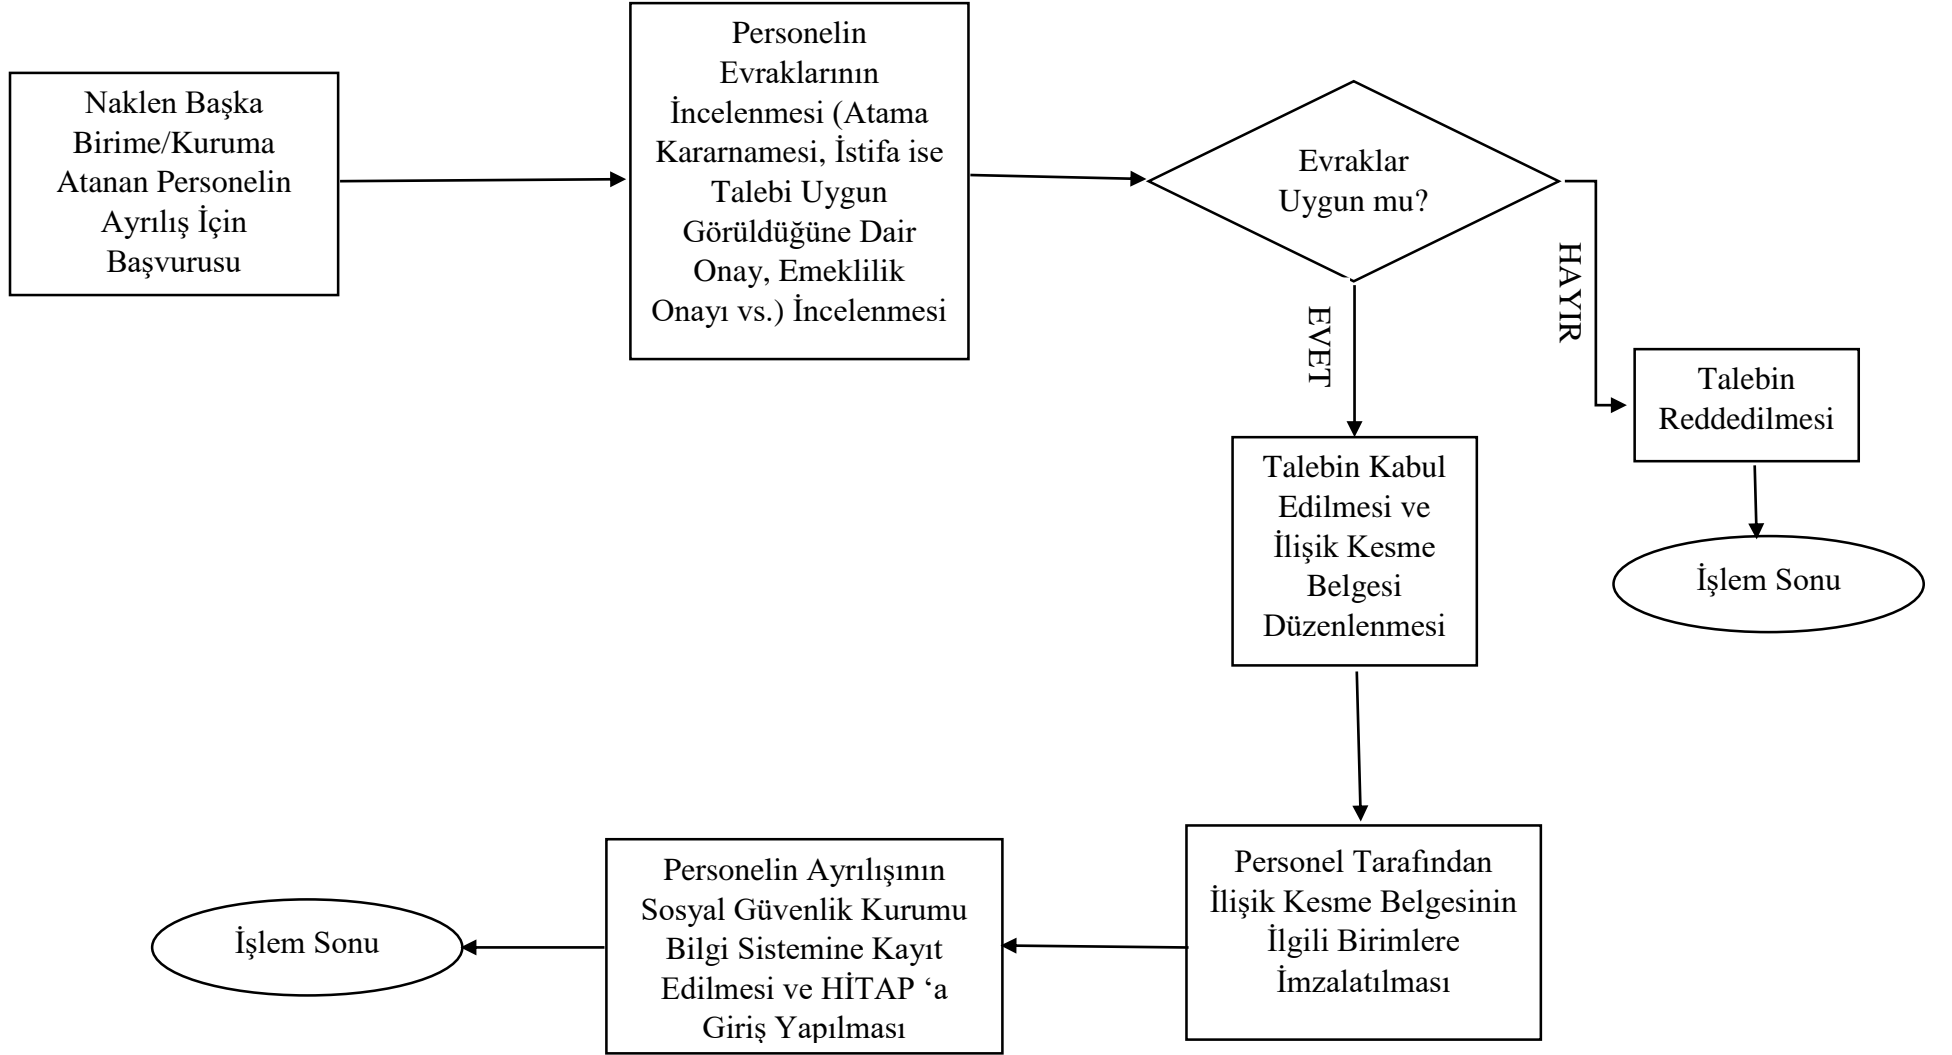 Naklen Başka
Birime/Kuruma
Atanan Personelin
Ayrılış İçin
Başvurusu
Personelin
Evraklarının
İncelenmesi (Atama
Kararnamesi, İstifa ise
Talebi Uygun
Görüldüğüne Dair
Onay, Emeklilik
Onayı vs.) İncelenmesi
Evraklar
Uygun mu?
HAYIR
EVET
Talebin
Reddedilmesi
İşlem Sonu
Talebin Kabul
Edilmesi ve
İlişik Kesme
Belgesi
Düzenlenmesi
Personel Tarafından
İlişik Kesme Belgesinin
İlgili Birimlere
İmzalatılması
Personelin Ayrılışının
Sosyal Güvenlik Kurumu
Bilgi Sistemine Kayıt
Edilmesi ve HİTAP ‘a
Giriş Yapılması
İşlem Sonu